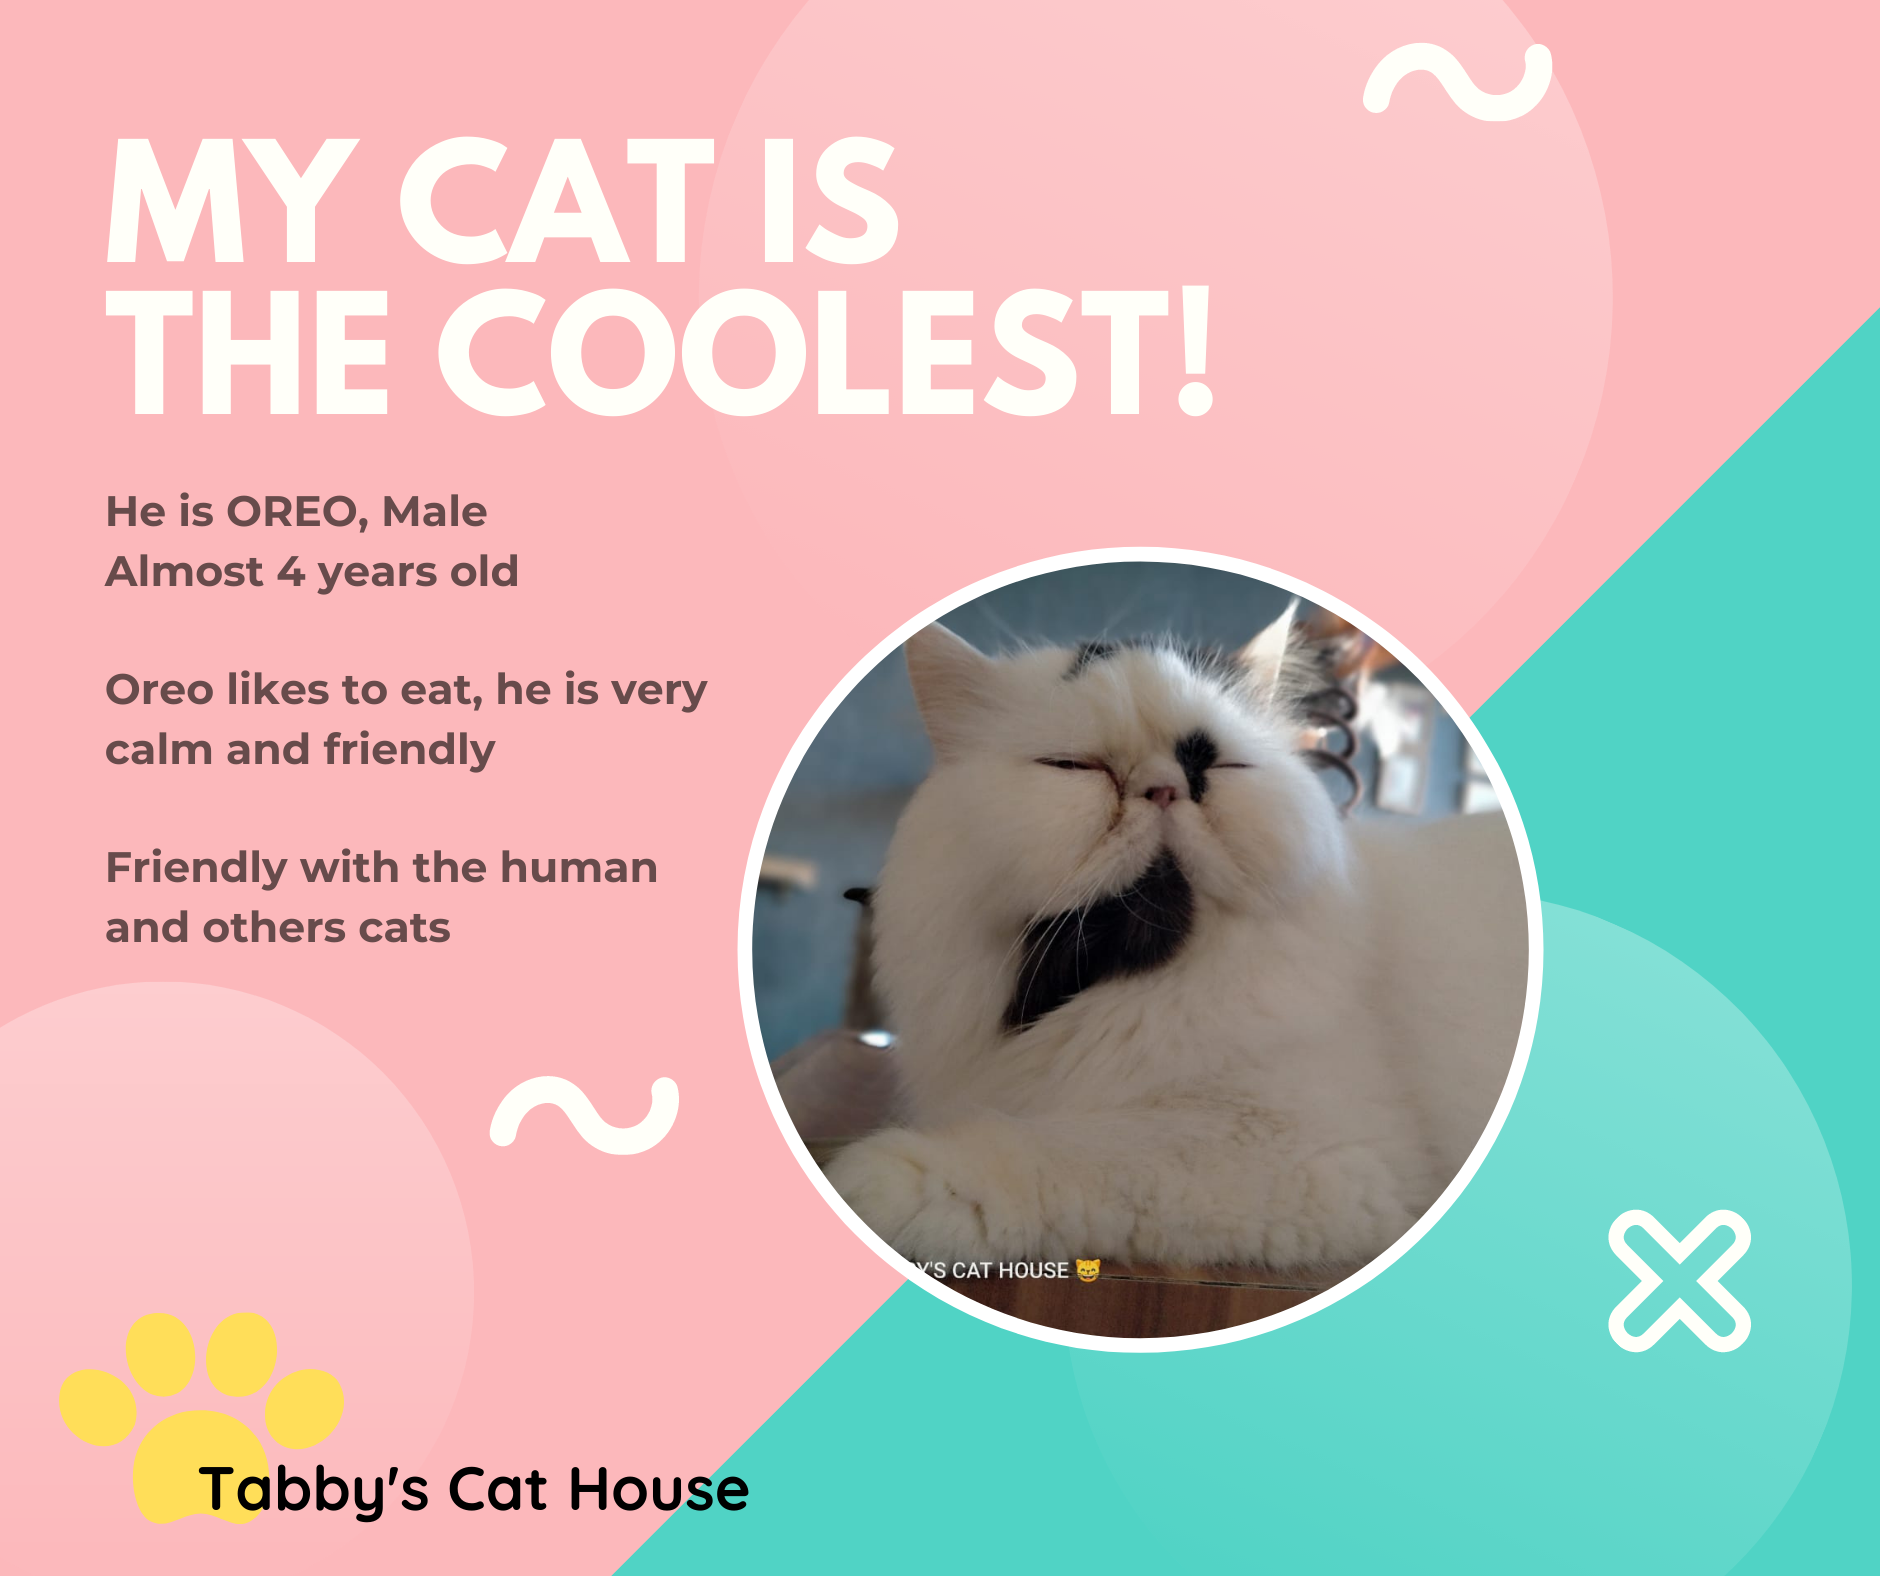 MY CAT IS
THE COOLEST!
He is OREO, Male
Almost 4 years old
Oreo likes to eat, he is very
calm and friendly
Friendly with the human
and others cats
Y'S CAT HOUSE 😸
Tabby's Cat House